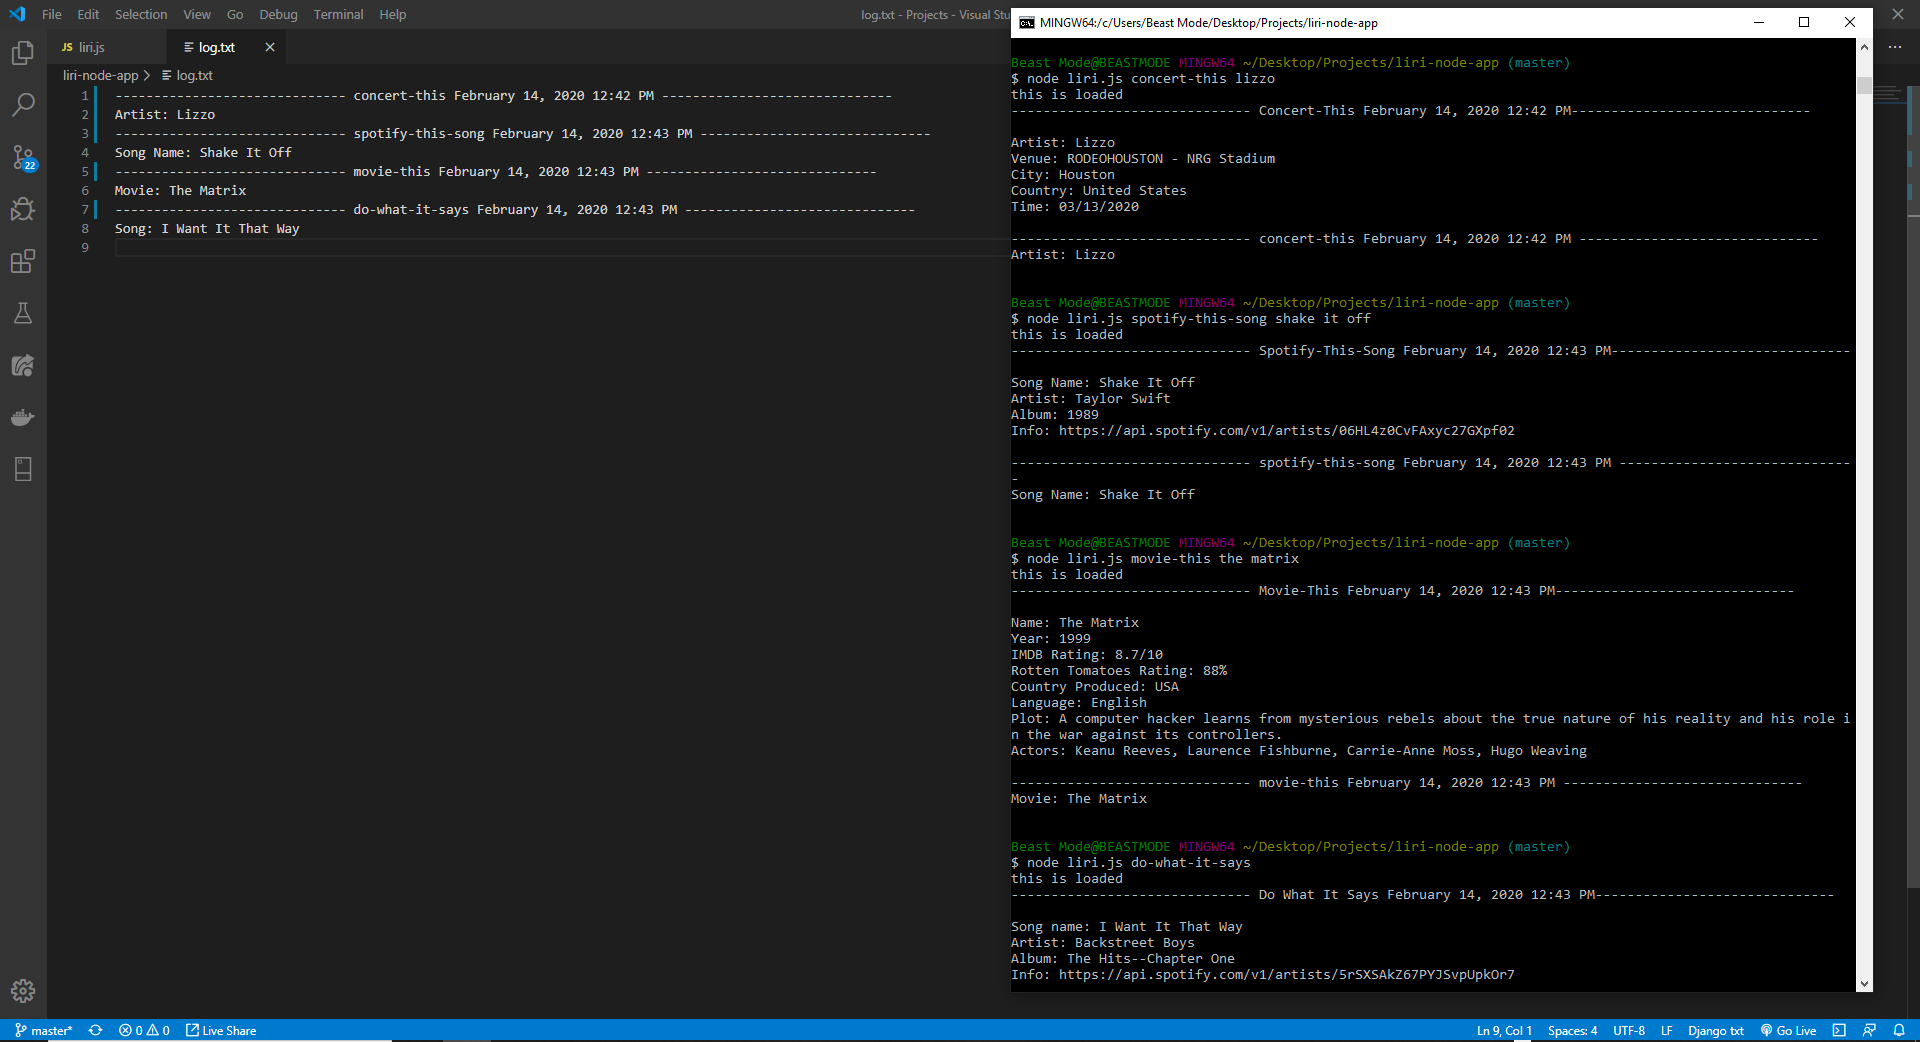 File Edit Selection View Go Debug Terminal Help
log.txt - Projects - Visual Stu
JS liri.js
log.txt
liri-node-app > log.txt
1 ------------------------------ concert-this February 14, 2020 12:42 PM ------------------------------
2 Artist: Lizzo
3 ------------------------------ spotify-this-song February 14, 2020 12:43 PM ------------------------------
4 Song Name: Shake It Off
5 ------------------------------ movie-this February 14, 2020 12:43 PM ------------------------------
6 Movie: The Matrix
7 ------------------------------ do-what-it-says February 14, 2020 12:43 PM ------------------------------
8 Song: I Want It That Way
9
22
MINGW64:/c/Users/Beast Mode/Desktop/Projects/liri-node-app
Beast Mode@BEASTMODE MINGW64 ~/Desktop/Projects/liri-node-app (master)
$ node liri.js concert-this lizzo
this is loaded
------------------------------ Concert-This February 14, 2020 12:42 PM------------------------------
Artist: Lizzo
Venue: RODEOHOUSTON - NRG Stadium
City: Houston
Country: United States
Time: 03/13/2020
------------------------------ concert-this February 14, 2020 12:42 PM ------------------------------
Artist: Lizzo
Beast Mode@BEASTMODE MINGW64 ~/Desktop/Projects/liri-node-app (master)
$ node liri.js spotify-this-song shake it off
this is loaded
------------------------------ Spotify-This-Song February 14, 2020 12:43 PM------------------------------
Song Name: Shake It Off
Artist: Taylor Swift
Album: 1989
Info: https://api.spotify.com/v1/artists/06HL4z0CvFAxyc27GXpf02
------------------------------ spotify-this-song February 14, 2020 12:43 PM -----------------------------
-
Song Name: Shake It Off
Beast Mode@BEASTMODE MINGW64 ~/Desktop/Projects/liri-node-app (master)
$ node liri.js movie-this the matrix
this is loaded
------------------------------ Movie-This February 14, 2020 12:43 PM------------------------------
Name: The Matrix
Year: 1999
IMDB Rating: 8.7/10
Rotten Tomatoes Rating: 88%
Country Produced: USA
Language: English
Plot: A computer hacker learns from mysterious rebels about the true nature of his reality and his role i
n the war against its controllers.
Actors: Keanu Reeves, Laurence Fishburne, Carrie-Anne Moss, Hugo Weaving
------------------------------ movie-this February 14, 2020 12:43 PM ------------------------------
Movie: The Matrix
Beast Mode@BEASTMODE MINGW64 ~/Desktop/Projects/liri-node-app (master)
$ node liri.js do-what-it-says
this is loaded
------------------------------ Do What It Says February 14, 2020 12:43 PM------------------------------
Song name: I Want It That Way
Artist: Backstreet Boys
Album: The Hits--Chapter One
Info: https://api.spotify.com/v1/artists/5rSXSAkZ67PYJSvpUpkOr7
master* 0 0 Live Share
Ln 9, Col 1 Spaces: 4 UTF-8 LF Django txt Go Live